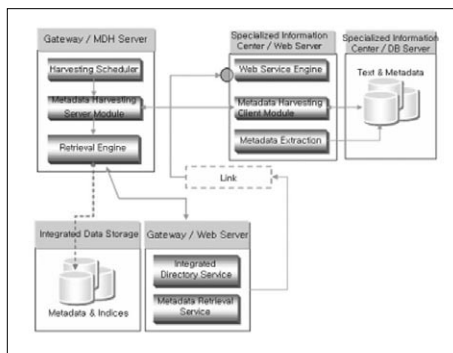 Gateway / MDH Server
Harvesting Scheduler
Metadata Harvesting
Server Module
Retrieval Engine
Specialized Information
Center / Web Server
Web Service Engine
Metadata Harvesting
Client Module
Metadata Extraction
Specialized Information
Center / DB Server
Text & Metadata
Link
Integrated Data Storage
Metadata & Indices
Gateway / Web Server
Integrated
Directory Service
Metadata Retrieval
Service